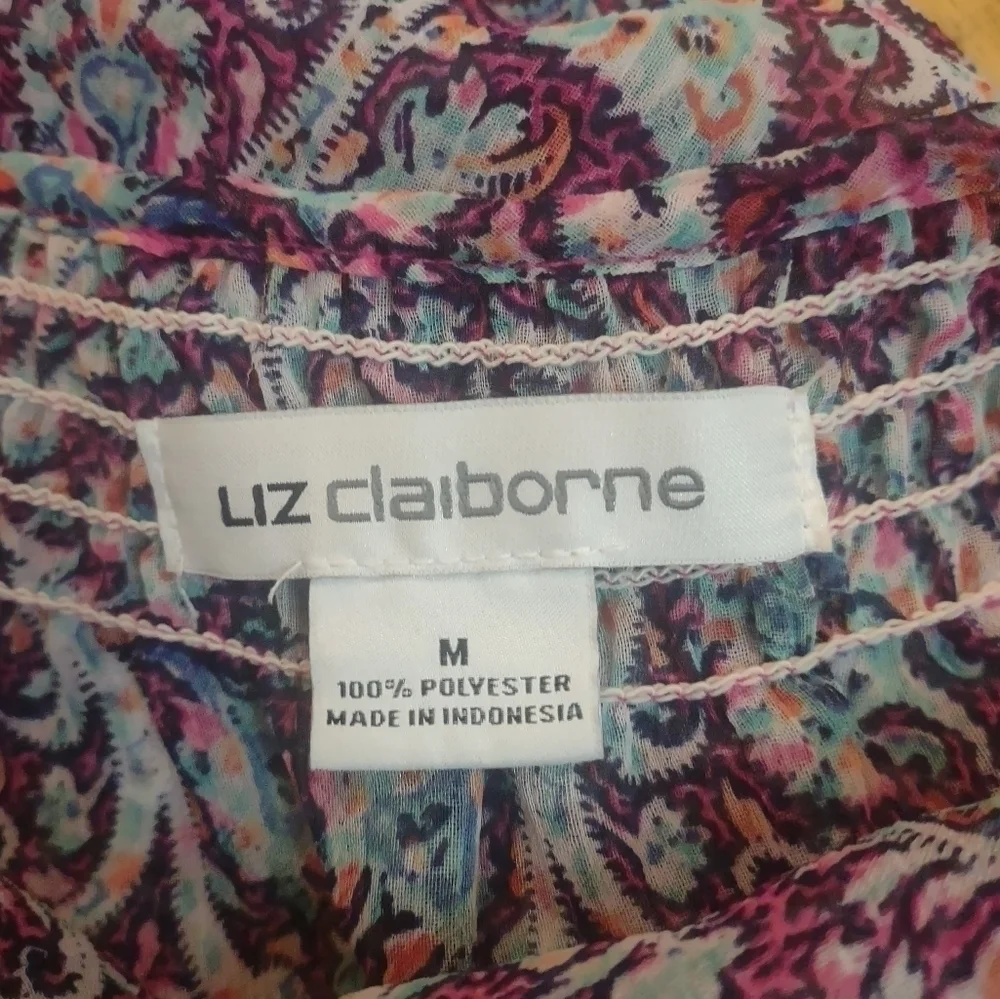 LIZ claiborne
M
100% POLYESTER
MADE IN INDONESIA